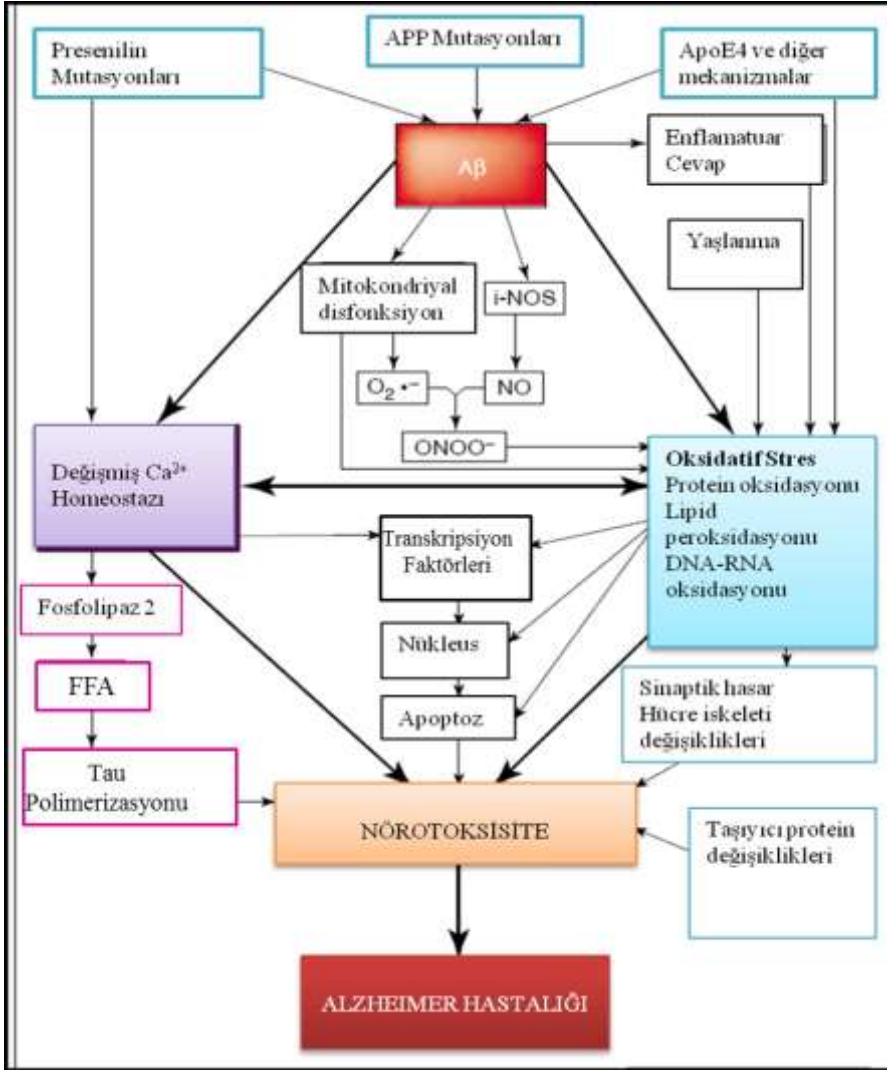 Presenilin
Mutasyonları
APP Mutasyonları
ApoE4 ve diğer
mekanizmalar
Aβ
Enflamatuar
Cevap
Yaşlanma
Mitokondriyal
disfonksiyon
i-NOS
O₂ •⁻
NO
ONOO⁻
Değişmiş Ca²⁺
Homeostazı
Oksidatif Stres
Protein oksidasyonu
Lipid
peroksidasyonu
DNA-RNA
oksidasyonu
Transkripsiyon
Faktörleri
Fosfolipaz 2
Nükleus
FFA
Apoptoz
Sinaptik hasar
Hücre iskeleti
değişiklikleri
Tau
Polimerizasyonu
NÖROTOKSİSİTE
Taşıyıcı protein
değişiklikleri
ALZHEIMER HASTALIĞI